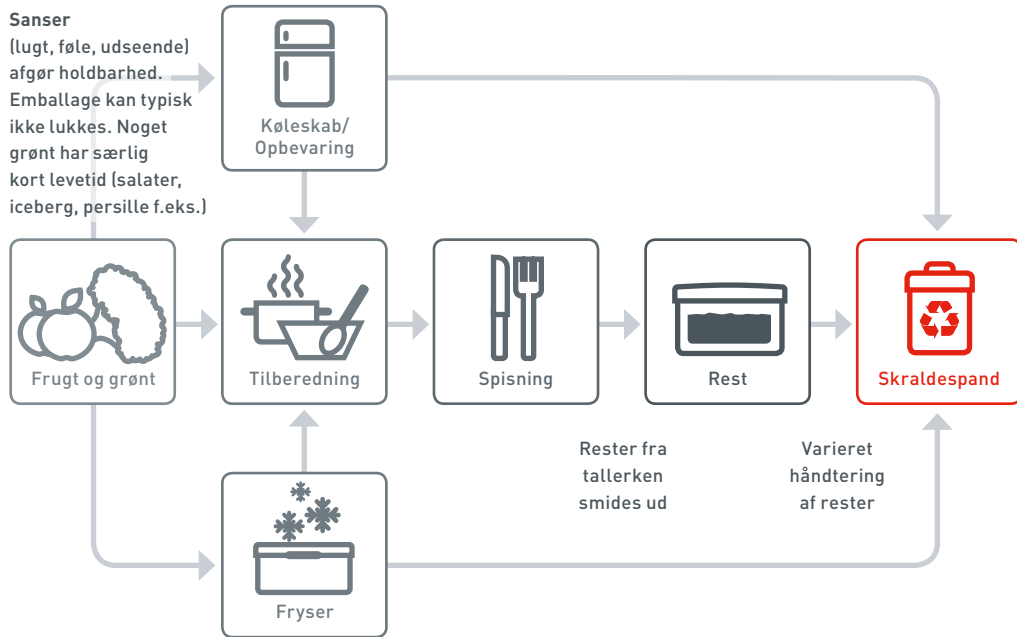 Sanser
(lugt, føle, udseende)
afgør holdbarhed.
Emballage kan typisk
ikke lukkes. Noget
grønt har særlig
kort levetid (salater,
iceberg, persille f.eks.)
Køleskab/
Opbevaring
Frugt og grønt
Tilberedning
Spisning
Rest
Skraldespand
Rester fra
tallerken
smides ud
Varieret
håndtering
af rester
Fryser